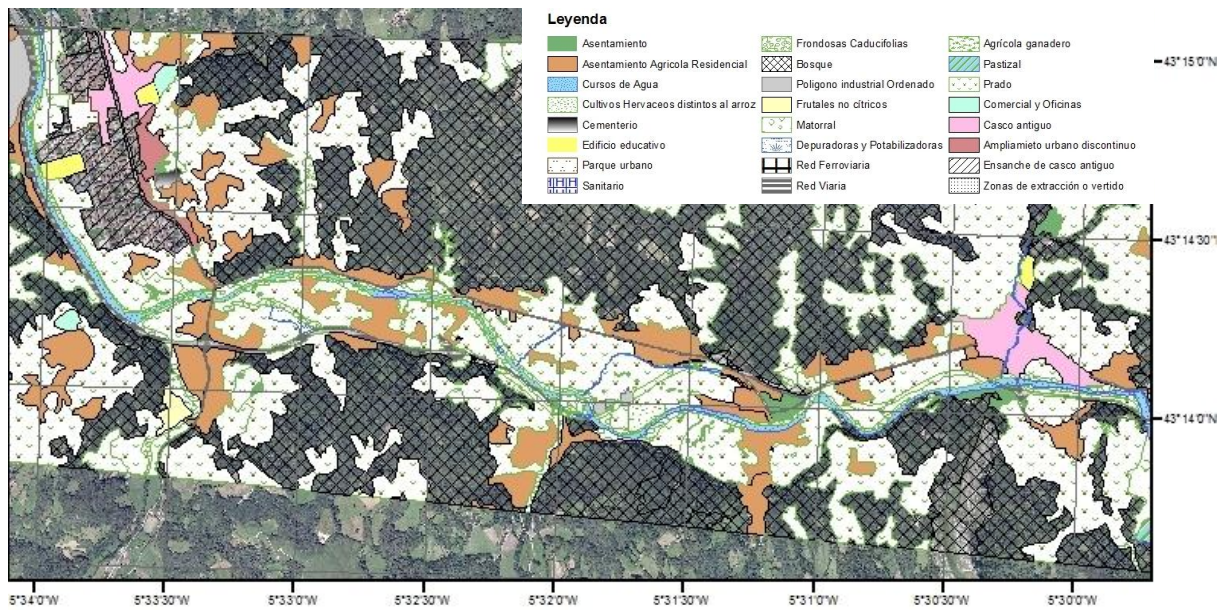 Leyenda
Asentamiento
Asentamiento Agricola Residencial
Cursos de Agua
Cultivos Hervaceos distintos al arroz
Cementerio
Edificio educativo
Parque urbano
Sanitario
Frondosas Caducifolias
Bosque
Poligono industrial Ordenado
Frutales no cítricos
Matorral
Depuradoras y Potabilizadoras
Red Ferroviaria
Red Viaria
Agrícola ganadero
Pastizal
Prado
Comercial y Oficinas
Casco antiguo
Ampliamieto urbano discontinuo
Ensanche de casco antiguo
Zonas de extracción o vertido
43°15'0"N
43°14'30"
43°14'0"N
5°34'0"W 5°33'30"W 5°33'0"W 5°32'30"W 5°32'0"W 5°31'30"W 5°31'0"W 5°30'30"W 5°30'0"W